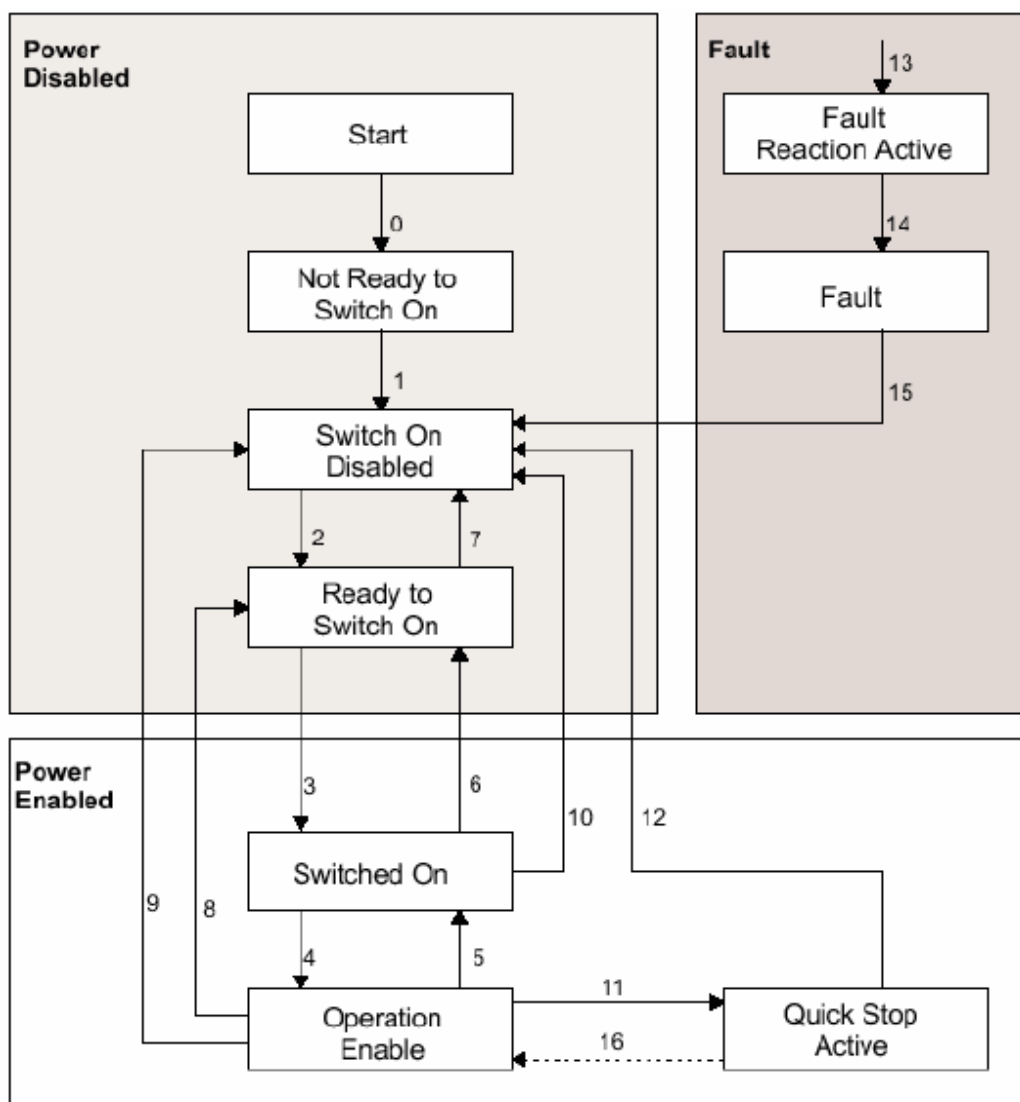 Power
Disabled
Start
0
Not Ready to
Switch On
1
Switch On
Disabled
2
7
Ready to
Switch On
Fault
13
Fault
Reaction Active
14
Fault
15
Power
Enabled
3
6
10
12
Switched On
9
8
4
5
11
Operation
Enable
16
Quick Stop
Active